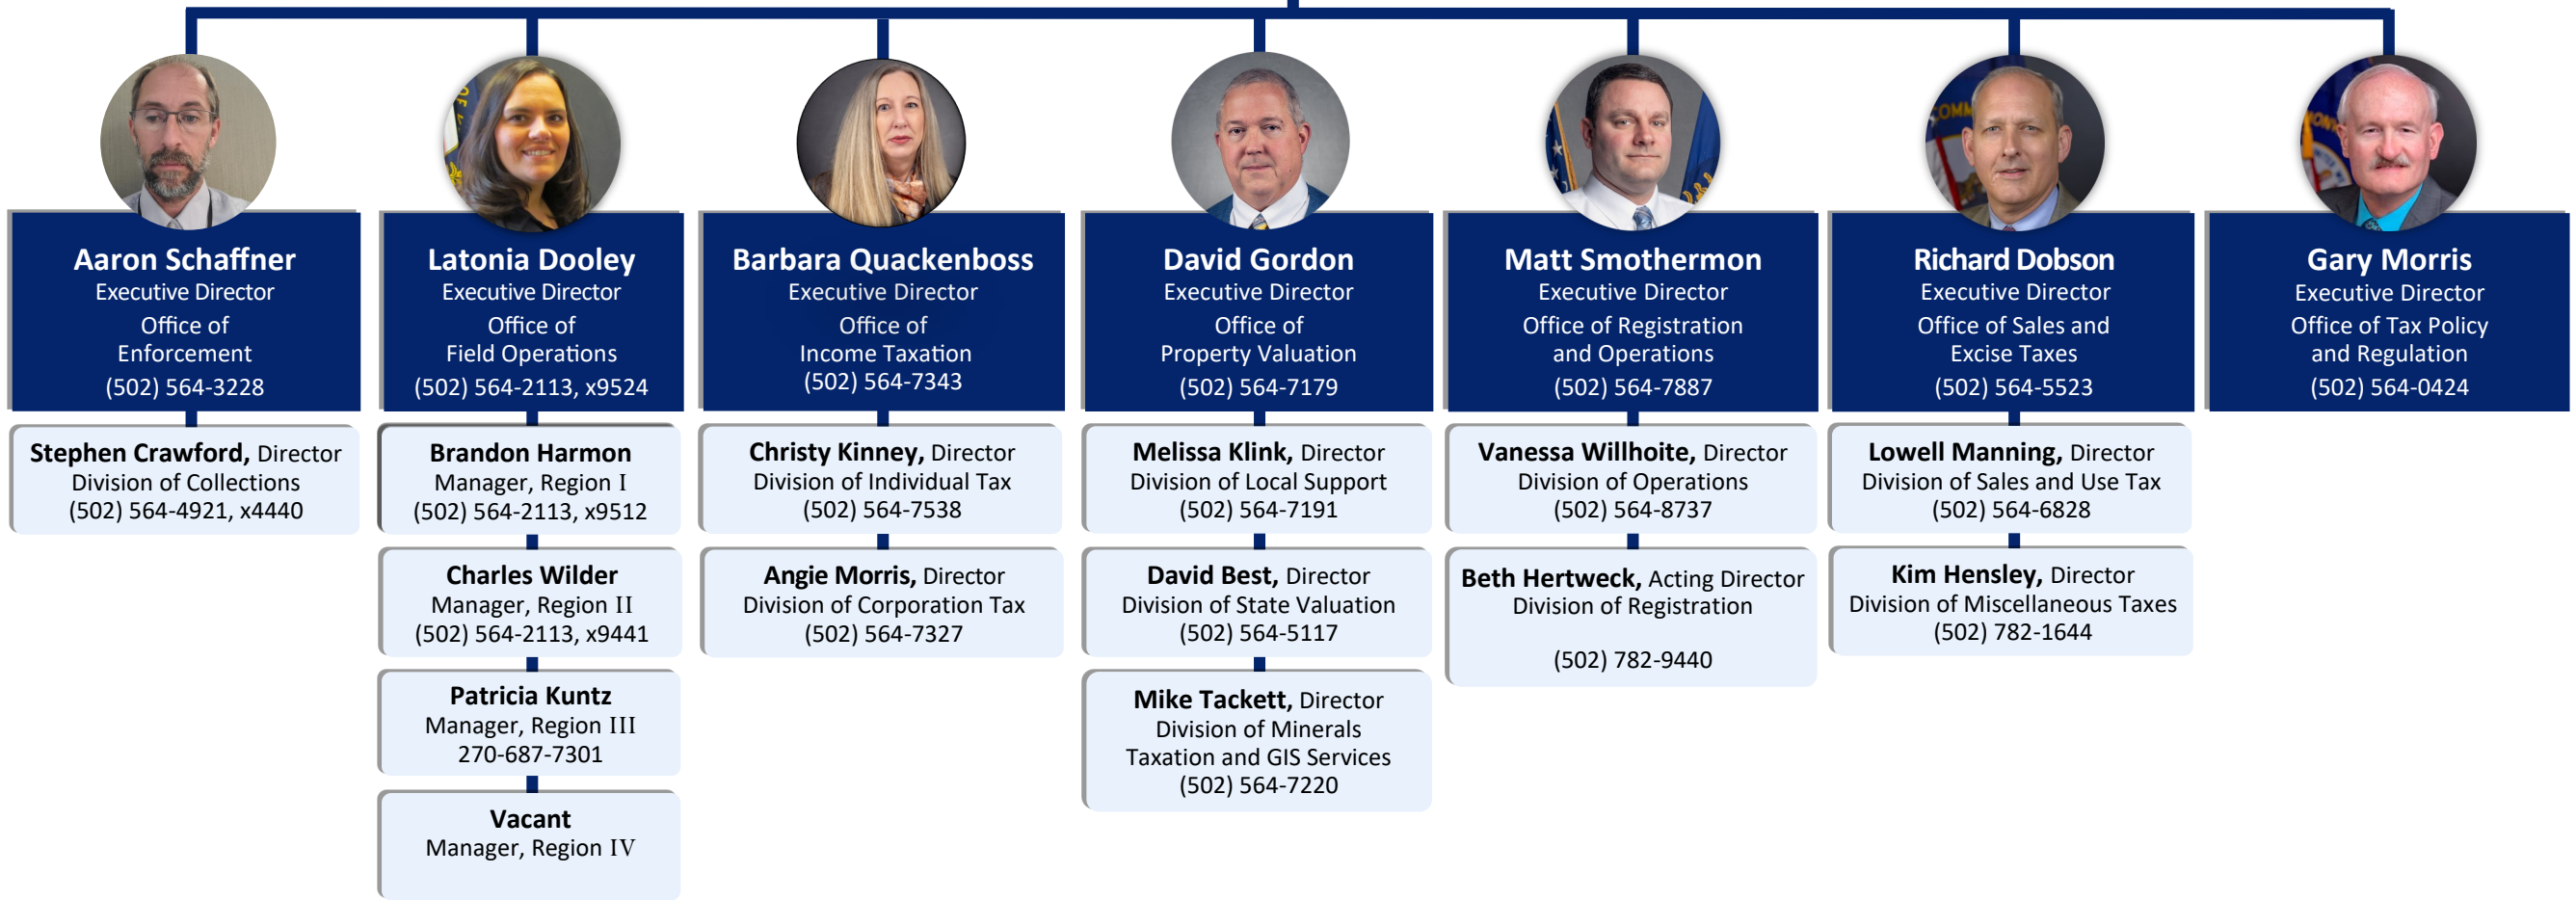 Aaron Schaffner
Executive Director
Office of
Enforcement
(502) 564-3228
Stephen Crawford, Director
Division of Collections
(502) 564-4921, x4440
Latonia Dooley
Executive Director
Office of
Field Operations
(502) 564-2113, x9524
Brandon Harmon
Manager, Region I
(502) 564-2113, x9512
Charles Wilder
Manager, Region II
(502) 564-2113, x9441
Patricia Kuntz
Manager, Region III
270-687-7301
Vacant
Manager, Region IV
Barbara Quackenboss
Executive Director
Office of
Income Taxation
(502) 564-7343
Christy Kinney, Director
Division of Individual Tax
(502) 564-7538
Angie Morris, Director
Division of Corporation Tax
(502) 564-7327
David Gordon
Executive Director
Office of
Property Valuation
(502) 564-7179
Melissa Klink, Director
Division of Local Support
(502) 564-7191
David Best, Director
Division of State Valuation
(502) 564-5117
Mike Tackett, Director
Division of Minerals
Taxation and GIS Services
(502) 564-7220
Matt Smothermon
Executive Director
Office of Registration
and Operations
(502) 564-7887
Vanessa Willhoite, Director
Division of Operations
(502) 564-8737
Beth Hertweck, Acting Director
Division of Registration
(502) 782-9440
Richard Dobson
Executive Director
Office of Sales and
Excise Taxes
(502) 564-5523
Lowell Manning, Director
Division of Sales and Use Tax
(502) 564-6828
Kim Hensley, Director
Division of Miscellaneous Taxes
(502) 782-1644
Gary Morris
Executive Director
Office of Tax Policy
and Regulation
(502) 564-0424